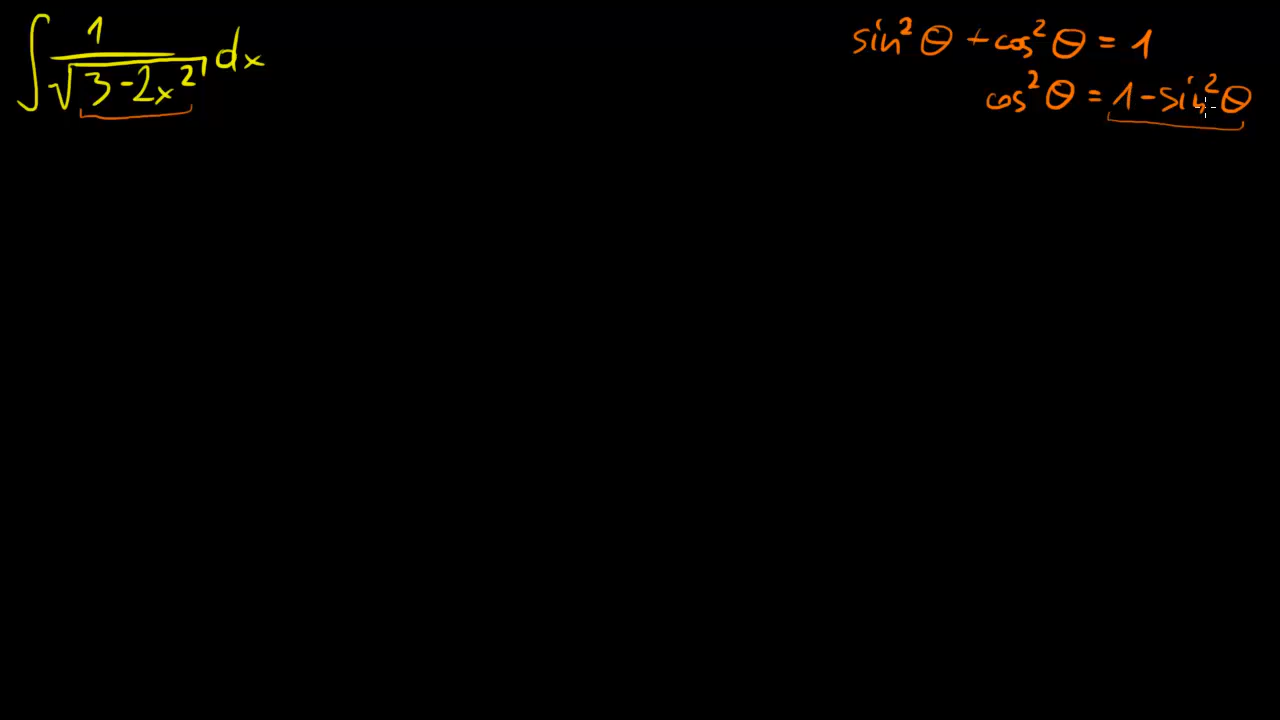 ∫ 1/√(3-2x²) dx
sin²θ + cos²θ = 1
cos²θ = 1 - sin²θ